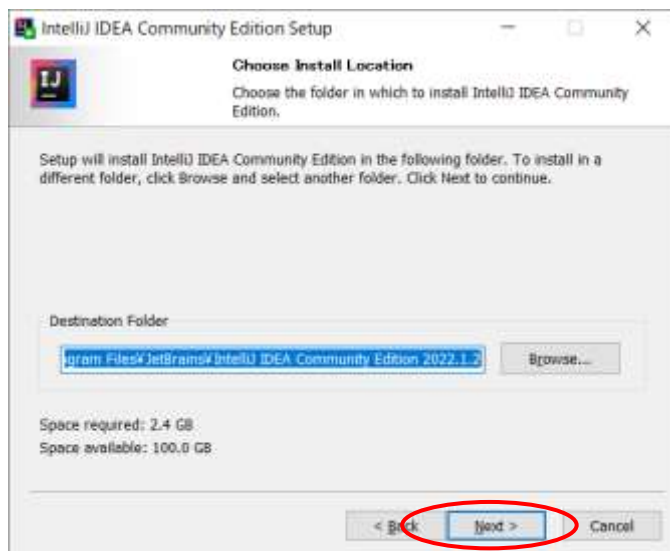 IntelliJ IDEA Community Edition Setup
IJ
Choose Install Location
Choose the folder in which to install IntelliJ IDEA Community
Edition.
Setup will install IntelliJ IDEA Community Edition in the following folder. To install in a
different folder, click Browse and select another folder. Click Next to continue.
Destination Folder
ogram Files¥JetBrains¥IntelliJ IDEA Community Edition 2022.1.2
Browse...
Space required: 2.4 GB
Space available: 100.0 GB
< Back
Next >
Cancel